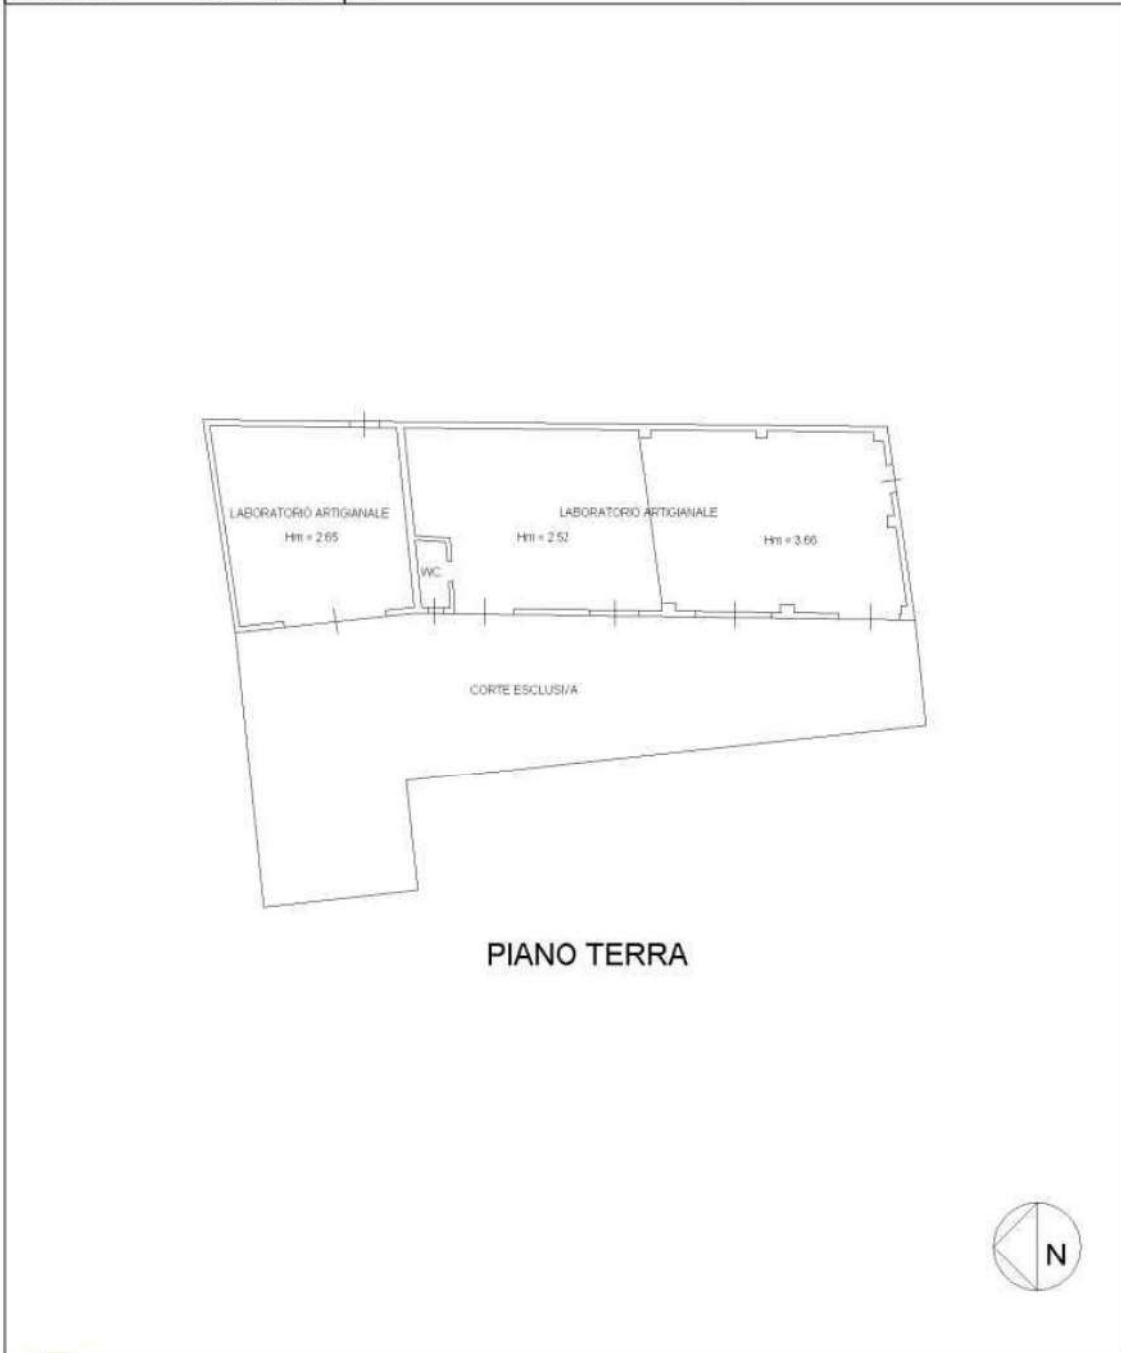 LABORATORIO ARTIGIANALE
Hm = 2.65
LABORATORIO ARTIGIANALE
Hm = 2.52
Hm = 3.66
WC
CORTE ESCLUSIVA
PIANO TERRA
N